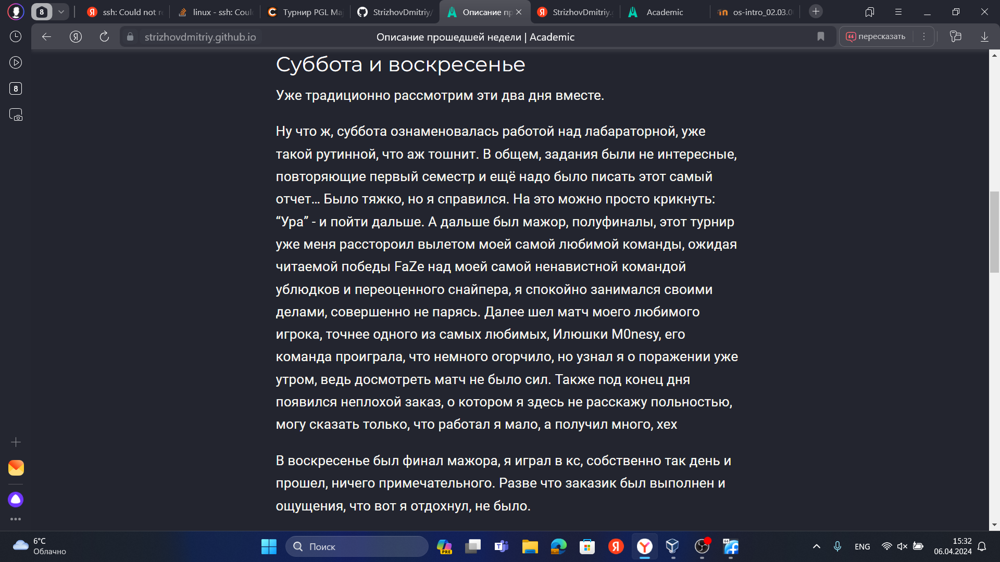 8
ssh: Could not r
linux - ssh: Coul
Турнир PGL Maj
StrizhovDmitriy/
Описание пр
StrizhovDmitriy.g
Academic
os-intro_02.03.0
strizhovdmitriy.github.io
Описание прошедшей недели | Academic
пересказать
8
Суббота и воскресенье
Уже традиционно рассмотрим эти два дня вместе.
Ну что ж, суббота ознаменовалась работой над лабараторной, уже
такой рутинной, что аж тошнит. В общем, задания были не интересные,
повторяющие первый семестр и ещё надо было писать этот самый
отчет… Было тяжко, но я справился. На это можно просто крикнуть:
“Ура” - и пойти дальше. А дальше был мажор, полуфиналы, этот турнир
уже меня расстороил вылетом моей самой любимой команды, ожидая
читаемой победы FaZe над моей самой ненавистной командой
ублюдков и переоценного снайпера, я спокойно занимался своими
делами, совершенно не парясь. Далее шел матч моего любимого
игрока, точнее одного из самых любимых, Илюшки M0nesy, его
команда проиграла, что немного огорчило, но узнал я о поражении уже
утром, ведь досмотреть матч не было сил. Также под конец дня
появился неплохой заказ, о котором я здесь не расскажу польностью,
могу сказать только, что работал я мало, а получил много, хех
В воскресенье был финал мажора, я играл в кс, собственно так день и
прошел, ничего примечательного. Разве что заказик был выполнен и
ощущения, что вот я отдохнул, не было.
6°C
Облачно
Поиск
PRE
64
ENG
15:32
06.04.2024